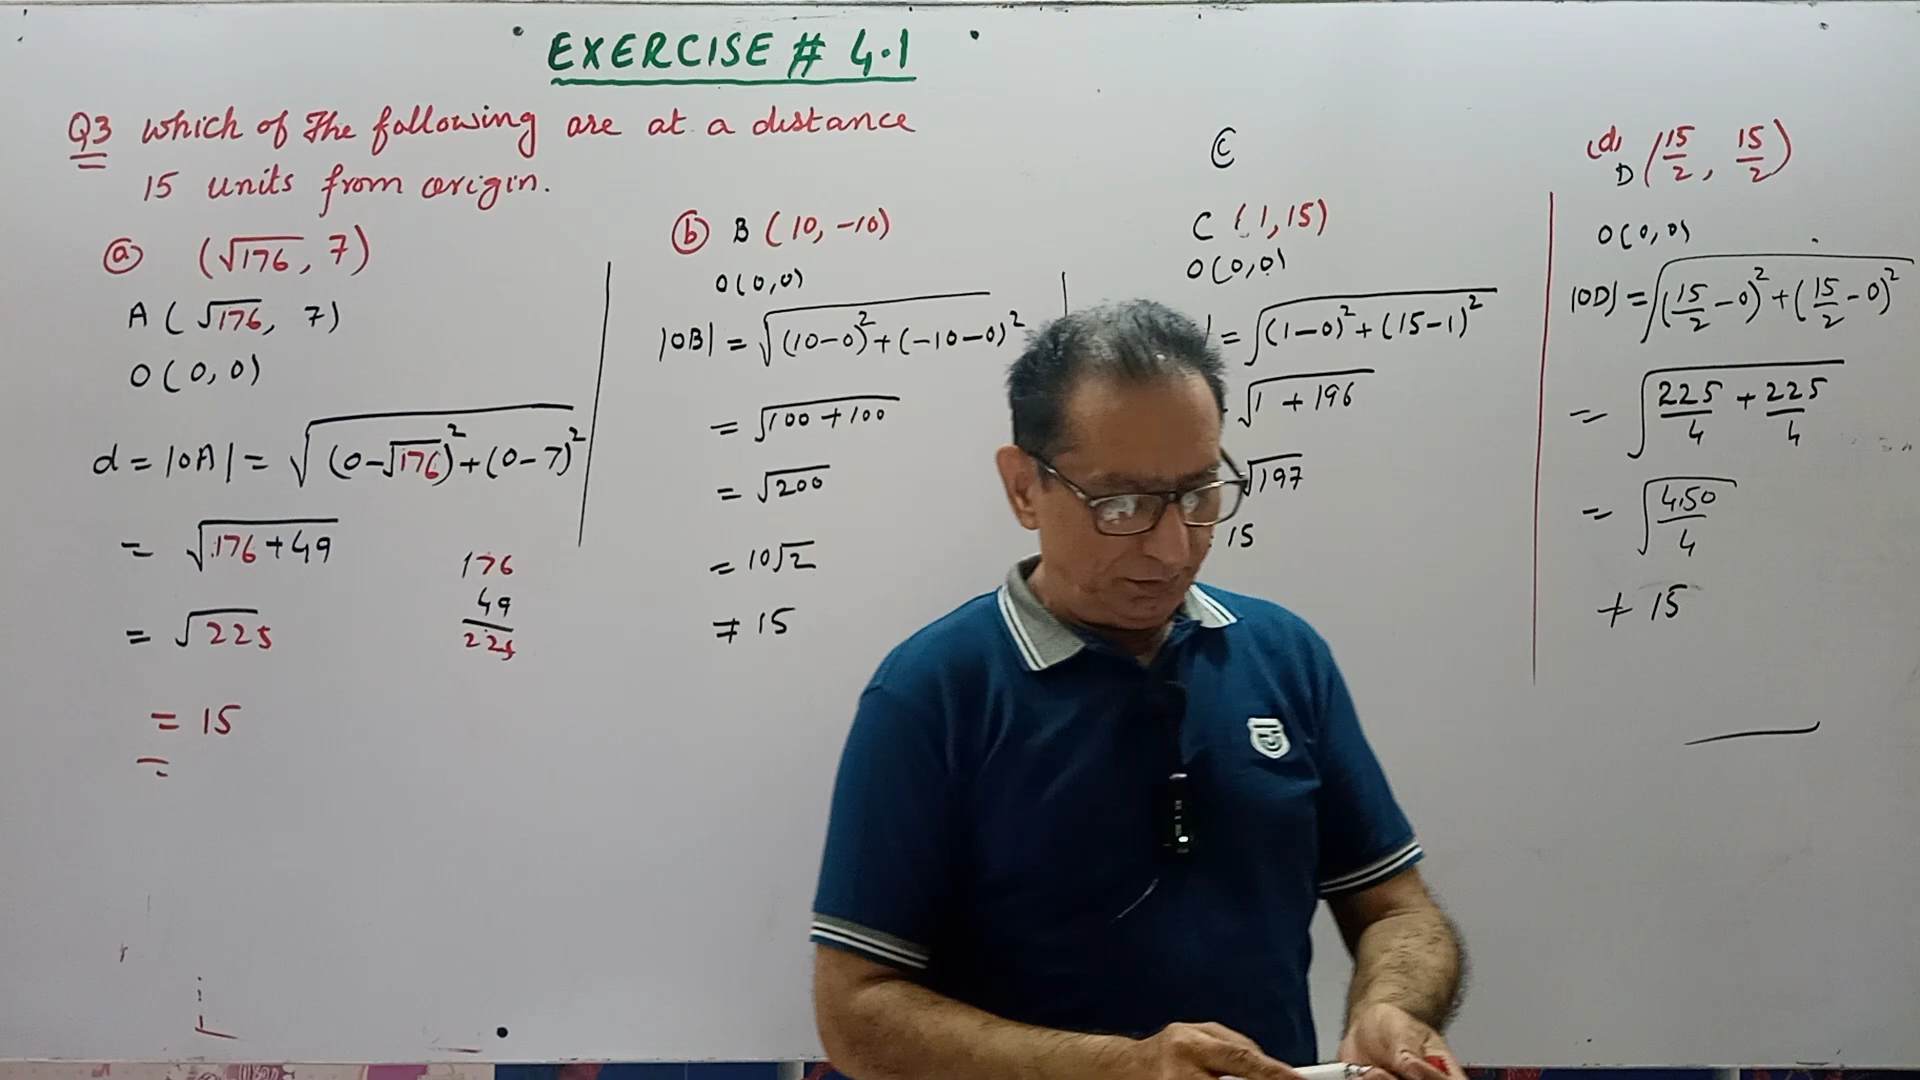 EXERCISE # 4.1
Q3 which of the following are at a distance
15 units from origin.
ⓐ (√176, 7)
A (√176, 7)
O (0, 0)
d = |OA| = √(0-√176)²+(0-7)²
= √176 + 49
= √225
= 15
=
176
49
225
ⓑ B (10, -10)
O(0,0)
|OB| = √(10-0)²+(-10-0)²
= √100 + 100
= √200
= 10√2
≠ 15
Ⓒ
C (1, 15)
O(0,0)
| = √(1-0)²+(15-1)²
√1 + 196
√197
15
(d) D (15/2, 15/2)
O(0,0)
|OD| = √(15/2 - 0)² + (15/2 - 0)²
= √225/4 + 225/4
= √450/4
≠ 15